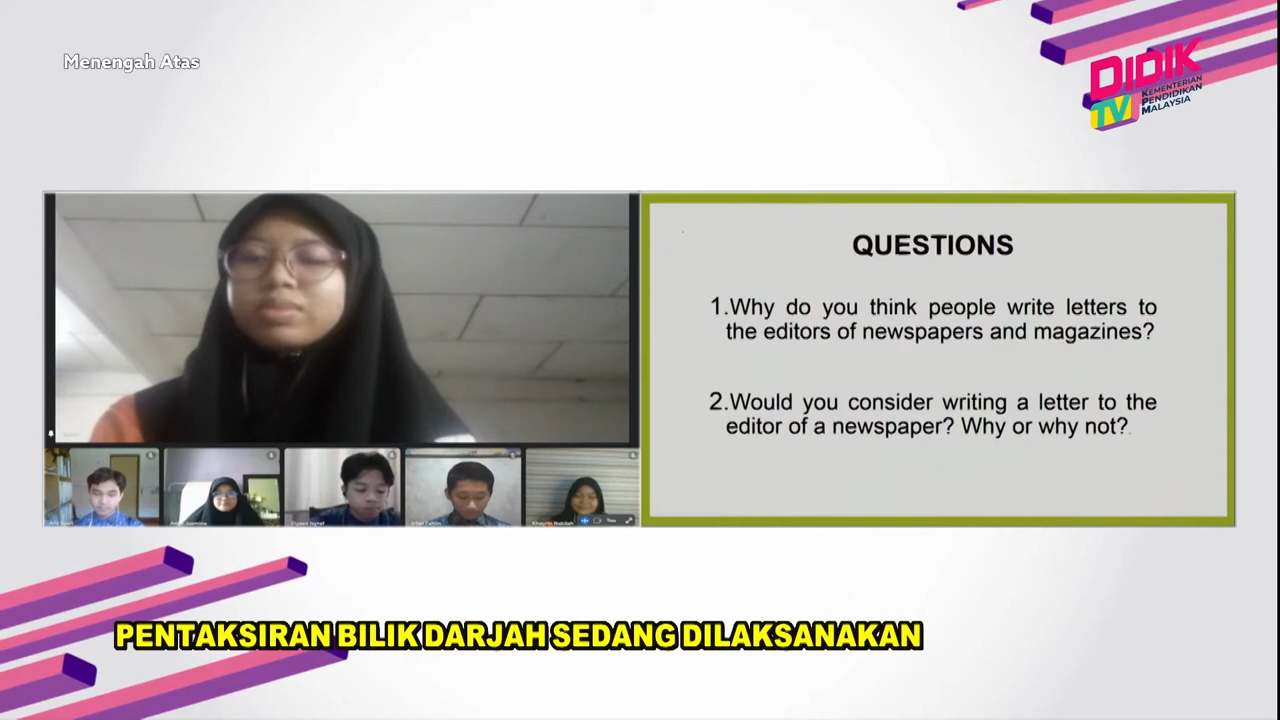 Menengah Atas
DIDIK
TV
KEMENTERIAN
PENDIDIKAN
MALAYSIA
QUESTIONS
1.Why do you think people write letters to
the editors of newspapers and magazines?
2.Would you consider writing a letter to the
editor of a newspaper? Why or why not?
You
PENTAKSIRAN BILIK DARJAH SEDANG DILAKSANAKAN